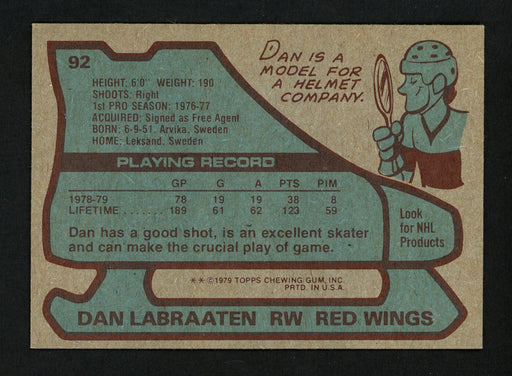 92
DAN IS A
MODEL FOR
A HELMET
COMPANY.
HEIGHT: 6'0" WEIGHT: 190
SHOOTS: Right
1st PRO SEASON: 1976-77
ACQUIRED: Signed as Free Agent
BORN: 6-9-51, Arvika, Sweden
HOME: Leksand, Sweden
PLAYING RECORD
GP G A PTS PIM
1978-79 78 19 19 38 8
LIFETIME ...... 189 61 62 123 59
Dan has a good shot, is an excellent skater
and can make the crucial play of game.
Look
for NHL
Products
** ©1979 TOPPS CHEWING GUM, INC.
PRTD. IN U.S.A.
DAN LABRAATEN RW RED WINGS